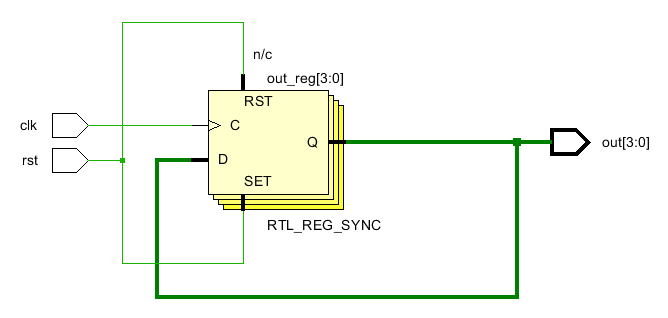 n/c
out_reg[3:0]
RST
clk
C
Q
out[3:0]
rst
D
SET
RTL_REG_SYNC